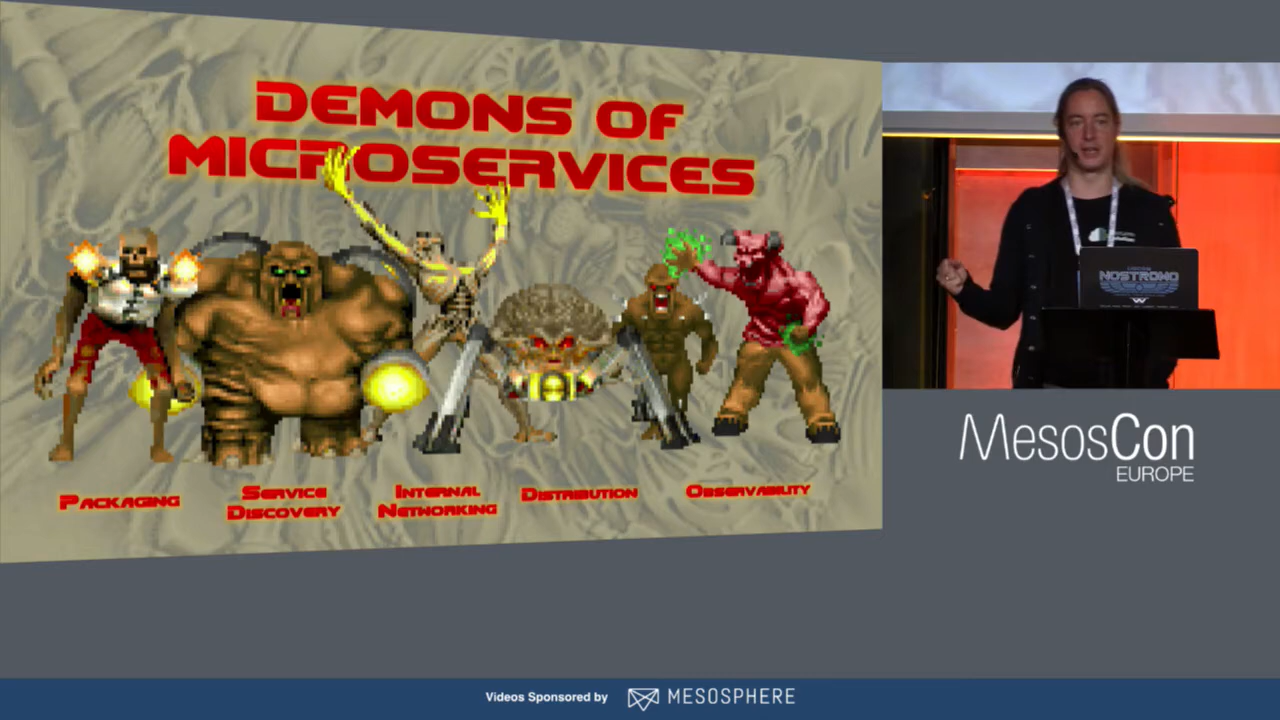 DEMONS OF
MICROSERVICES
PACKAGING
SERVICE
DISCOVERY
INTERNAL
NETWORKING
DISTRIBUTION
OBSERVABILITY
NOSTROMO
MesosCon
EUROPE
Videos Sponsored by MESOSPHERE